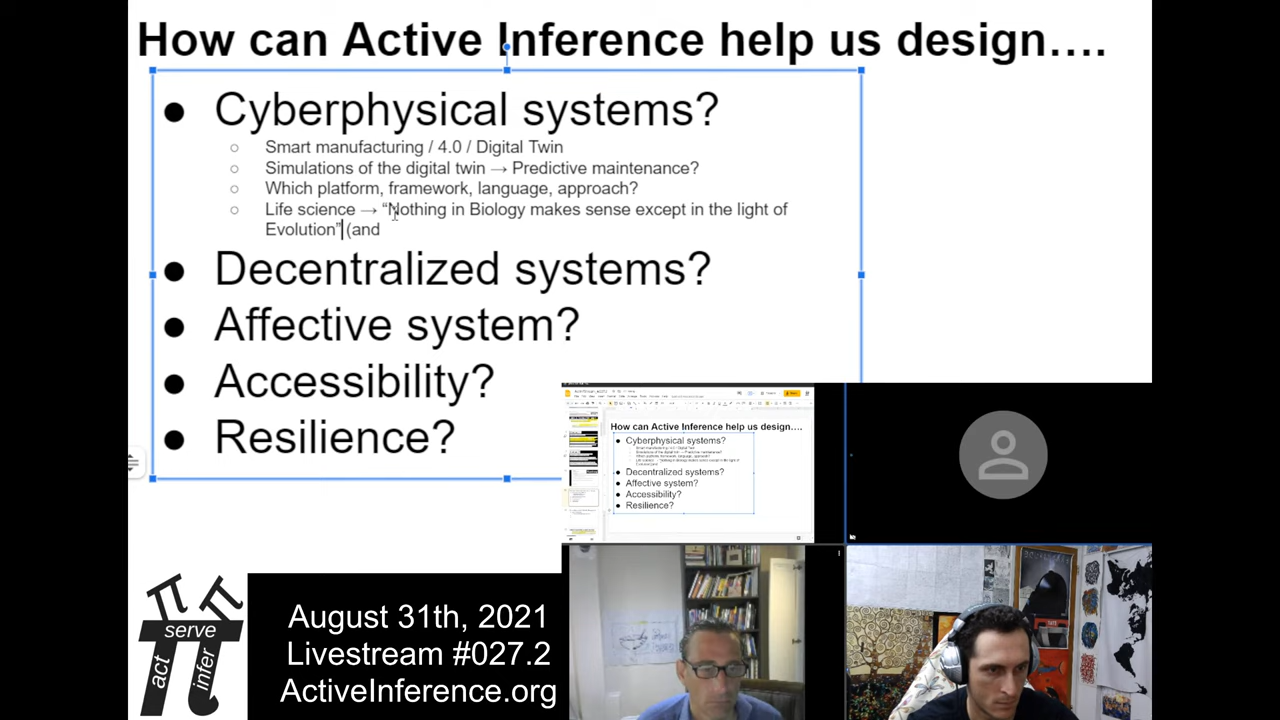 How can Active Inference help us design….
● Cyberphysical systems?
○ Smart manufacturing / 4.0 / Digital Twin
○ Simulations of the digital twin → Predictive maintenance?
○ Which platform, framework, language, approach?
○ Life science → “Nothing in Biology makes sense except in the light of
Evolution” (and
● Decentralized systems?
● Affective system?
● Accessibility?
● Resilience?
How can Active Inference help us design….
● Cyberphysical systems?
● Decentralized systems?
● Affective system?
● Accessibility?
● Resilience?
serve
act
infer
August 31th, 2021
Livestream #027.2
ActiveInference.org